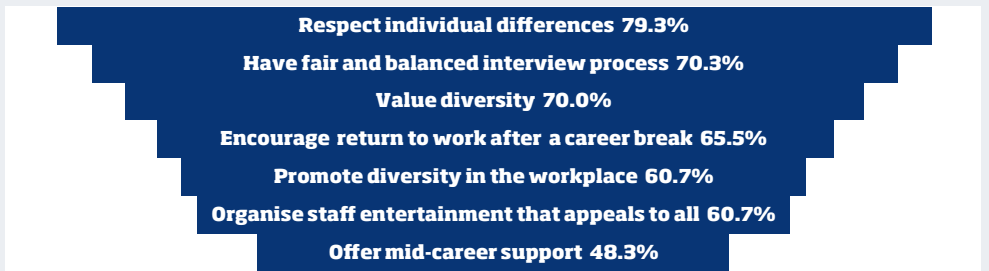 Respect individual differences 79.3%
Have fair and balanced interview process 70.3%
Value diversity 70.0%
Encourage return to work after a career break 65.5%
Promote diversity in the workplace 60.7%
Organise staff entertainment that appeals to all 60.7%
Offer mid-career support 48.3%